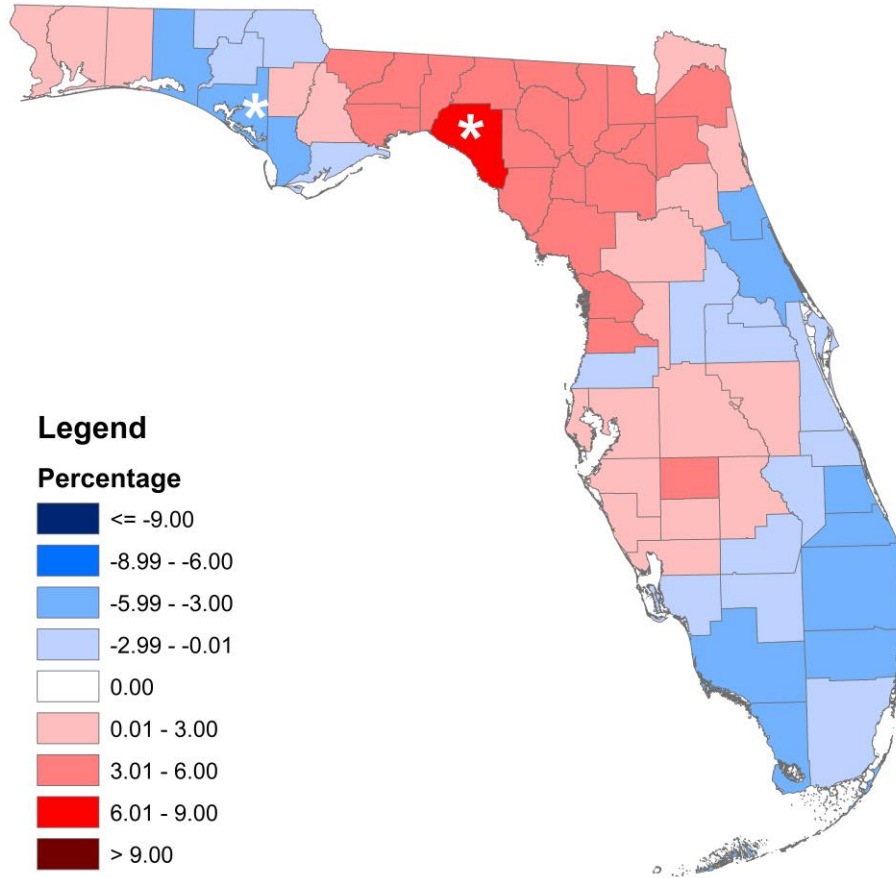 *
*
Legend
Percentage
<= -9.00
-8.99 - -6.00
-5.99 - -3.00
-2.99 - -0.01
0.00
0.01 - 3.00
3.01 - 6.00
6.01 - 9.00
> 9.00